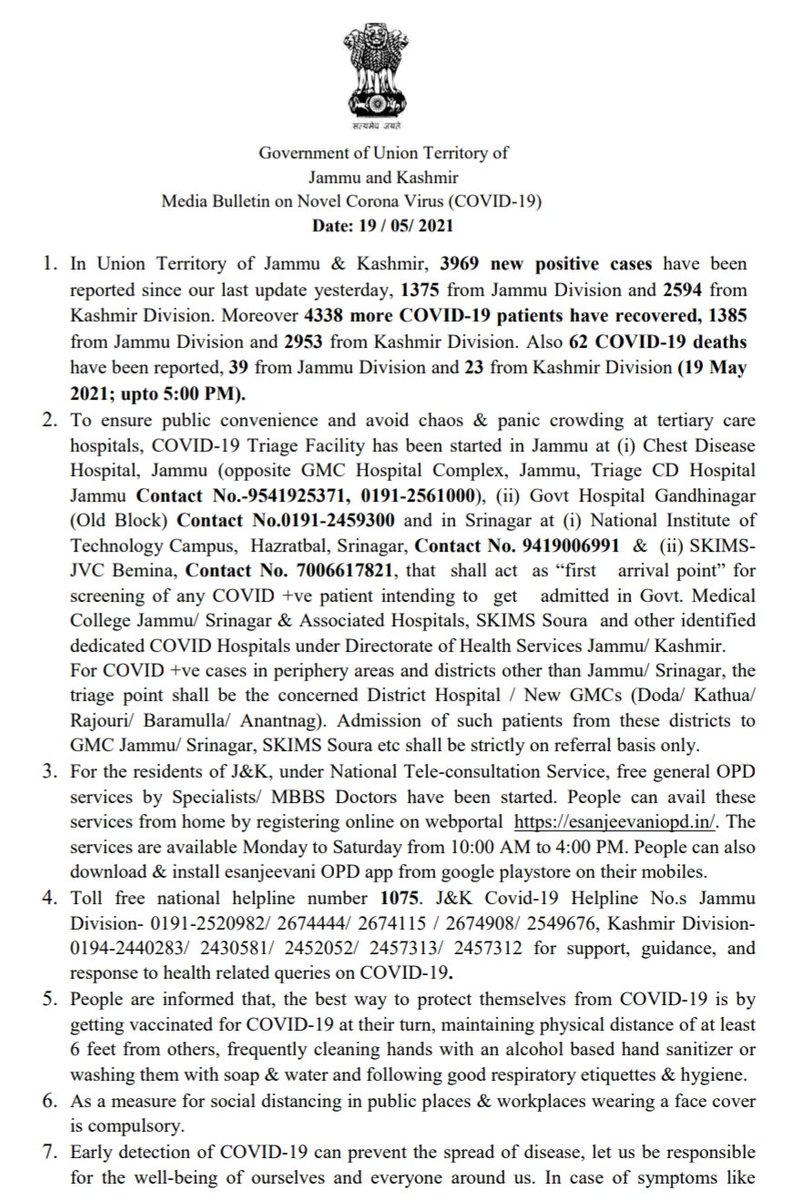 सत्यमेव जयते
Government of Union Territory of
Jammu and Kashmir
Media Bulletin on Novel Corona Virus (COVID-19)
Date: 19 / 05/ 2021
1. In Union Territory of Jammu & Kashmir, 3969 new positive cases have been
reported since our last update yesterday, 1375 from Jammu Division and 2594 from
Kashmir Division. Moreover 4338 more COVID-19 patients have recovered, 1385
from Jammu Division and 2953 from Kashmir Division. Also 62 COVID-19 deaths
have been reported, 39 from Jammu Division and 23 from Kashmir Division (19 May
2021; upto 5:00 PM).
2. To ensure public convenience and avoid chaos & panic crowding at tertiary care
hospitals, COVID-19 Triage Facility has been started in Jammu at (i) Chest Disease
Hospital, Jammu (opposite GMC Hospital Complex, Jammu, Triage CD Hospital
Jammu Contact No.-9541925371, 0191-2561000), (ii) Govt Hospital Gandhinagar
(Old Block) Contact No.0191-2459300 and in Srinagar at (i) National Institute of
Technology Campus, Hazratbal, Srinagar, Contact No. 9419006991 & (ii) SKIMS-
JVC Bemina, Contact No. 7006617821, that shall act as “first arrival point” for
screening of any COVID +ve patient intending to get admitted in Govt. Medical
College Jammu/ Srinagar & Associated Hospitals, SKIMS Soura and other identified
dedicated COVID Hospitals under Directorate of Health Services Jammu/ Kashmir.
For COVID +ve cases in periphery areas and districts other than Jammu/ Srinagar, the
triage point shall be the concerned District Hospital / New GMCs (Doda/ Kathua/
Rajouri/ Baramulla/ Anantnag). Admission of such patients from these districts to
GMC Jammu/ Srinagar, SKIMS Soura etc shall be strictly on referral basis only.
3. For the residents of J&K, under National Tele-consultation Service, free general OPD
services by Specialists/ MBBS Doctors have been started. People can avail these
services from home by registering online on webportal https://esanjeevaniopd.in/. The
services are available Monday to Saturday from 10:00 AM to 4:00 PM. People can also
download & install esanjeevani OPD app from google playstore on their mobiles.
4. Toll free national helpline number 1075. J&K Covid-19 Helpline No.s Jammu
Division- 0191-2520982/ 2674444/ 2674115 / 2674908/ 2549676, Kashmir Division-
0194-2440283/ 2430581/ 2452052/ 2457313/ 2457312 for support, guidance, and
response to health related queries on COVID-19.
5. People are informed that, the best way to protect themselves from COVID-19 is by
getting vaccinated for COVID-19 at their turn, maintaining physical distance of at least
6 feet from others, frequently cleaning hands with an alcohol based hand sanitizer or
washing them with soap & water and following good respiratory etiquettes & hygiene.
6. As a measure for social distancing in public places & workplaces wearing a face cover
is compulsory.
7. Early detection of COVID-19 can prevent the spread of disease, let us be responsible
for the well-being of ourselves and everyone around us. In case of symptoms like